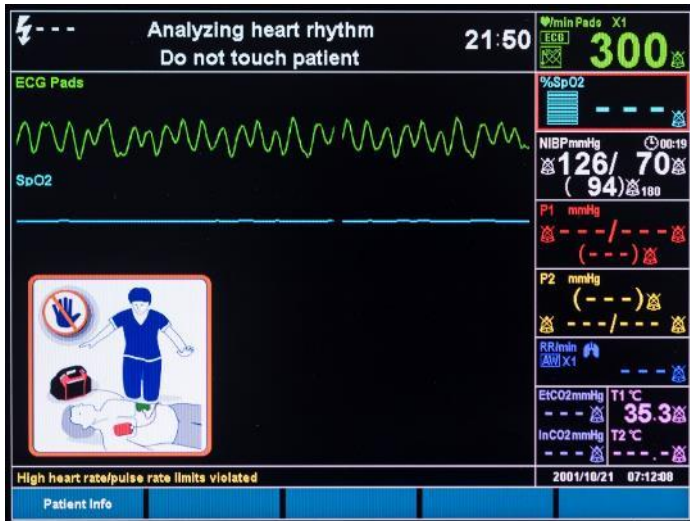 --- Analyzing heart rhythm 21:50
Do not touch patient
♥/min Pads X1
ECG
300
ECG Pads
%SpO2
---
NIBPmmHg 00:19
126/ 70
( 94) 180
SpO2
P1 mmHg
---/---
(---)
P2 mmHg
(---)
---/---
RR/min
AW X1
---
EtCO2mmHg T1 °C
--- 35.3
InCO2mmHg T2 °C
--- ---.-
High heart rate/pulse rate limits violated 2001/10/21 07:12:08
Patient Info